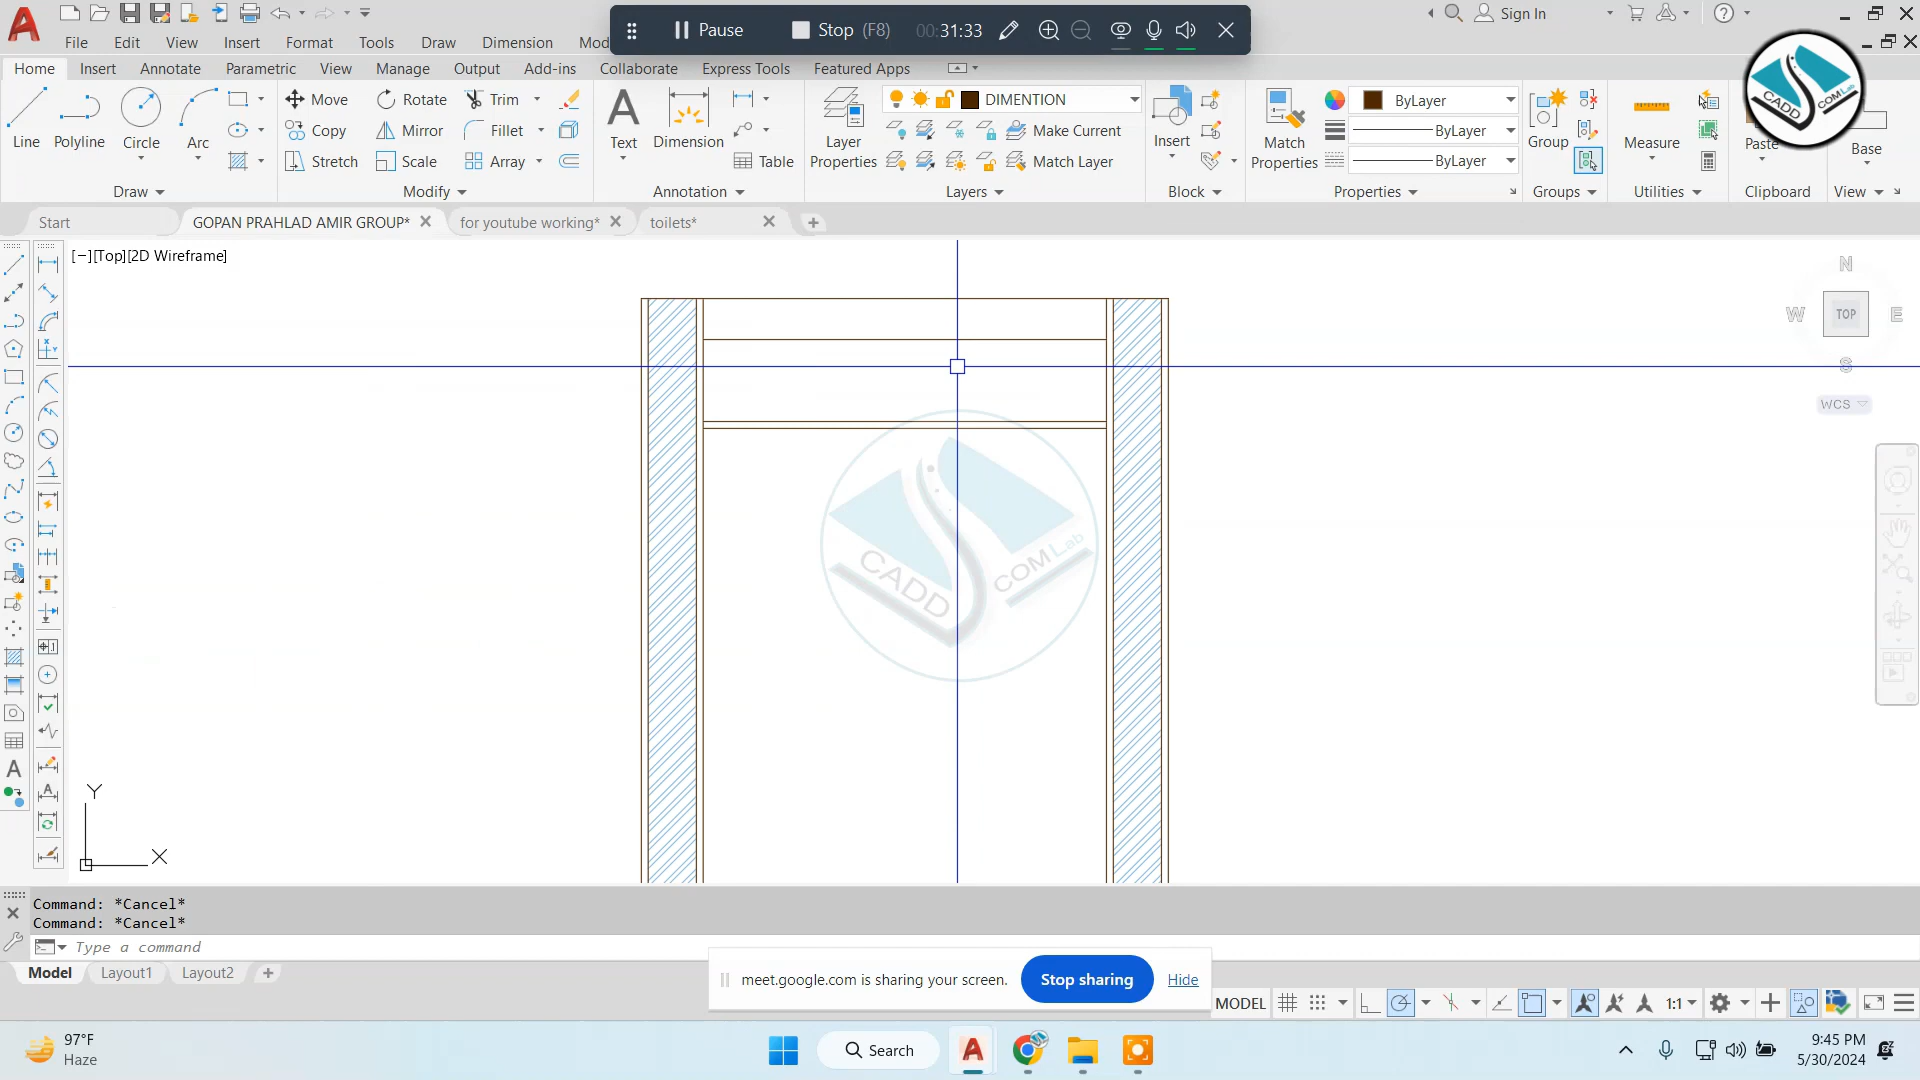 Pause
Stop (F8)
00:31:33
Sign In
File Edit View Insert Format Tools Draw Dimension Mod
Home Insert Annotate Parametric View Manage Output Add-ins Collaborate Express Tools Featured Apps
Line
Polyline
Circle
Arc
Draw
Move
Rotate
Trim
Copy
Mirror
Fillet
Stretch
Scale
Array
Modify
Text
Dimension
Table
Annotation
Layer Properties
DIMENTION
Make Current
Match Layer
Layers
Insert
Block
Match Properties
ByLayer
ByLayer
ByLayer
Properties
Group
Groups
Measure
Utilities
Paste
Clipboard
Base
View
CADD
COM Lab
Start
GOPAN PRAHLAD AMIR GROUP*
for youtube working*
toilets*
[−][Top][2D Wireframe]
N
W
TOP
E
S
WCS
CADD
COM Lab
Y
X
Command: *Cancel*
Command: *Cancel*
Type a command
Model Layout1 Layout2
meet.google.com is sharing your screen.
Stop sharing
Hide
MODEL
1:1
97°F
Haze
Search
9:45 PM
5/30/2024